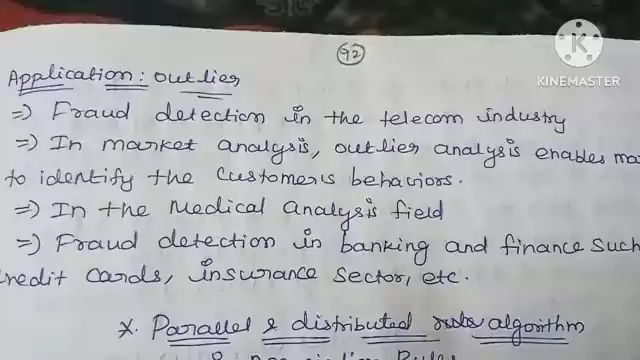 92
KINEMASTER
Application: outlier
=) Fraud detection in the telecom industry
=) In market analysis, outlier analysis enables ma
to identify the customer's behaviors.
=) In the Medical analysis field
=) Fraud detection in banking and finance such
credit cards, insurance sector, etc.
* Parallel & distributed rule algorithm